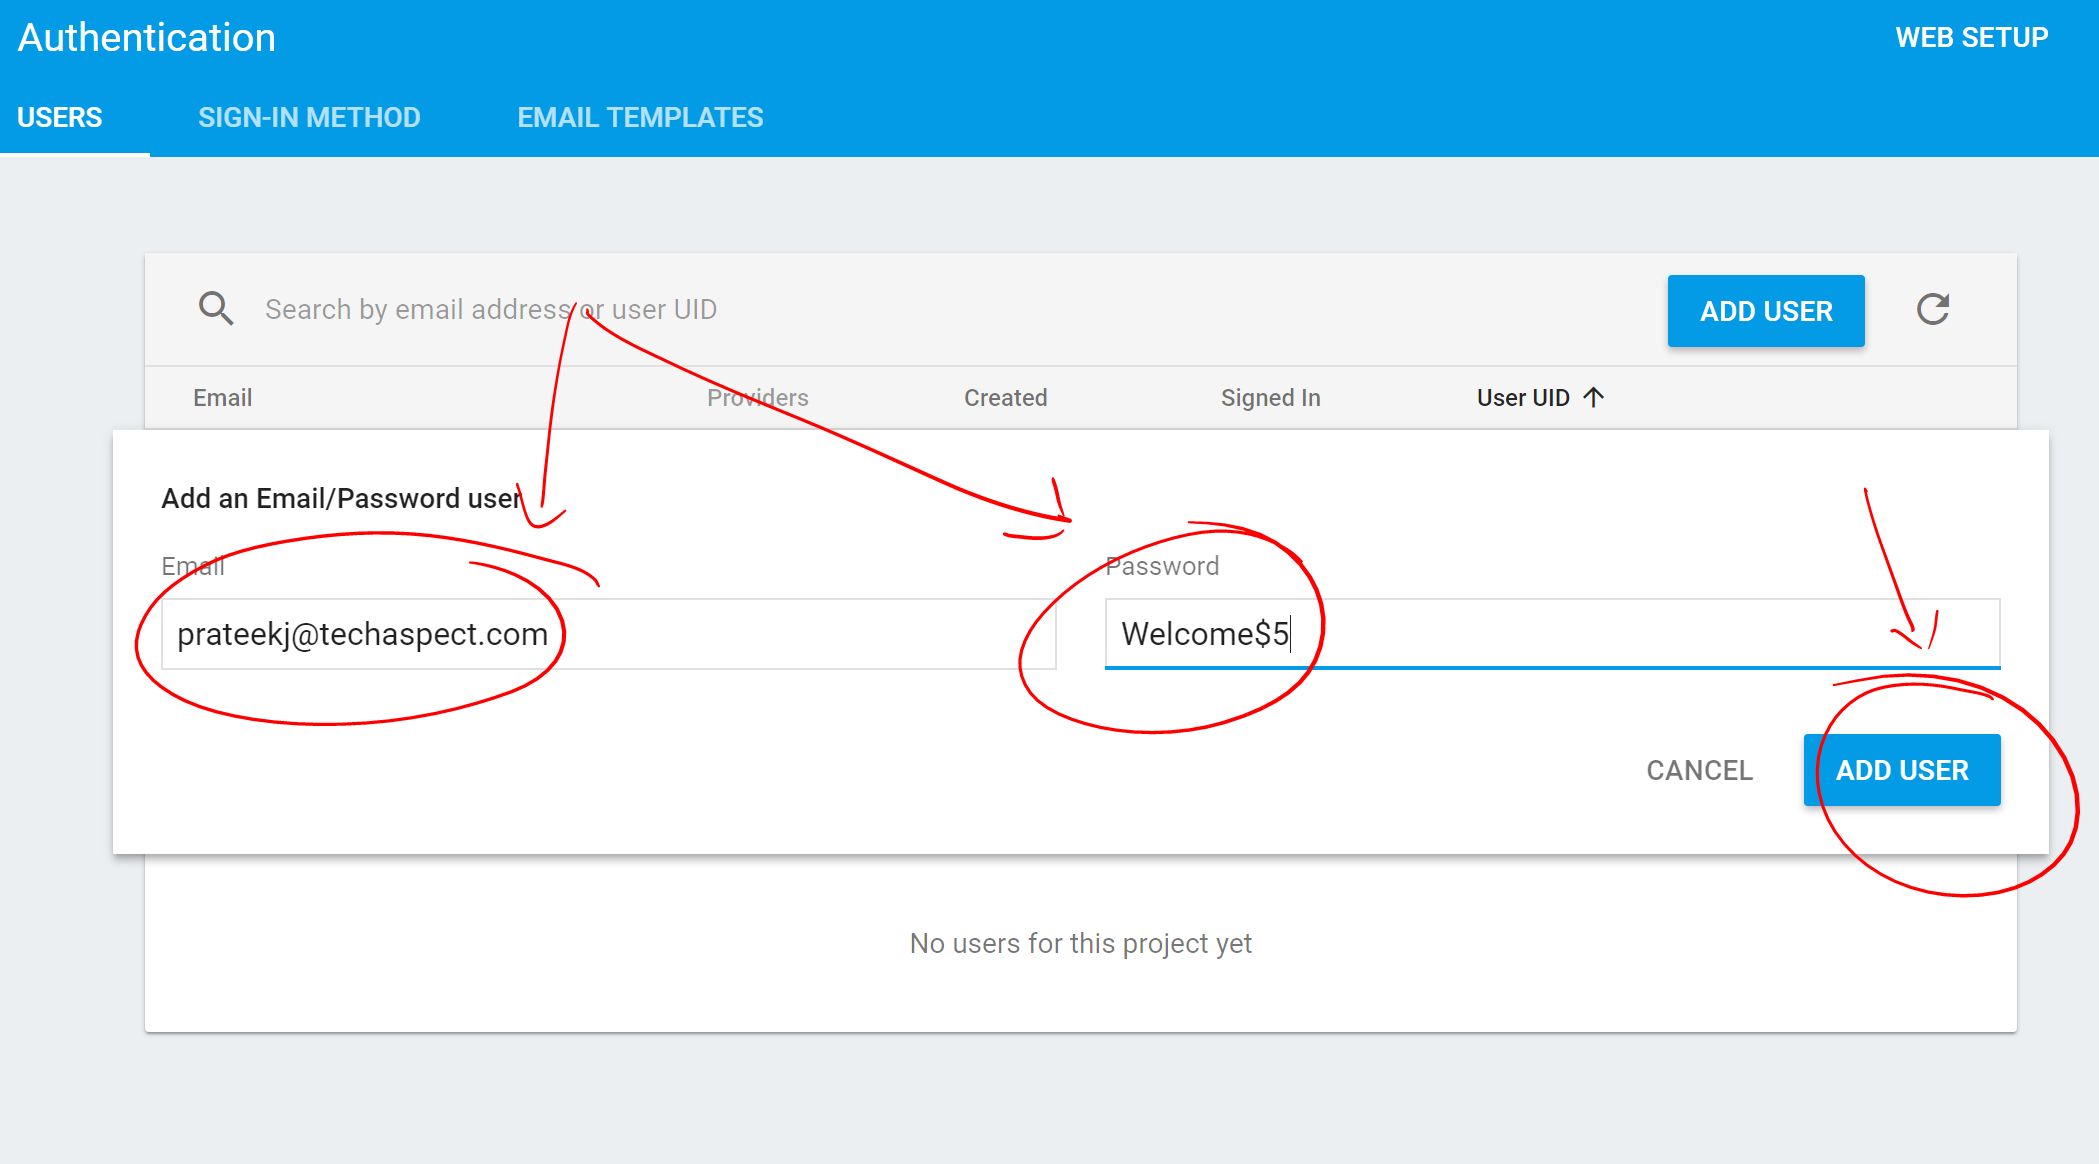 Authentication
WEB SETUP
USERS SIGN-IN METHOD EMAIL TEMPLATES
Search by email address or user UID
ADD USER
Email Providers Created Signed In User UID
Add an Email/Password user
Email
Password
prateekj@techaspect.com
Welcome$5
CANCEL
ADD USER
No users for this project yet